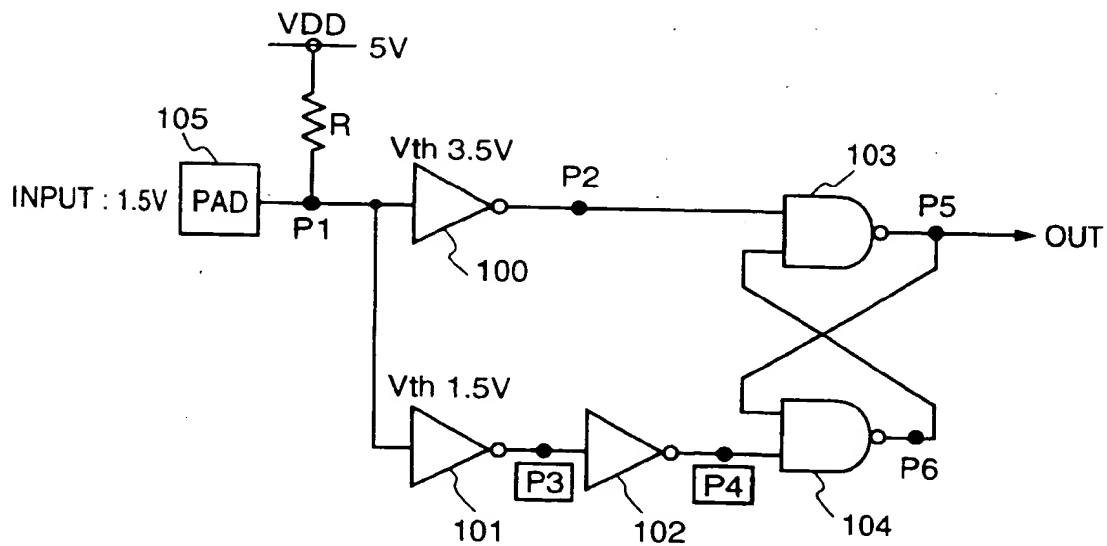 VDD
5V
105
R
Vth 3.5V
103
P2
P5
INPUT : 1.5V
PAD
P1
OUT
100
Vth 1.5V
P3
P4
P6
101
102
104